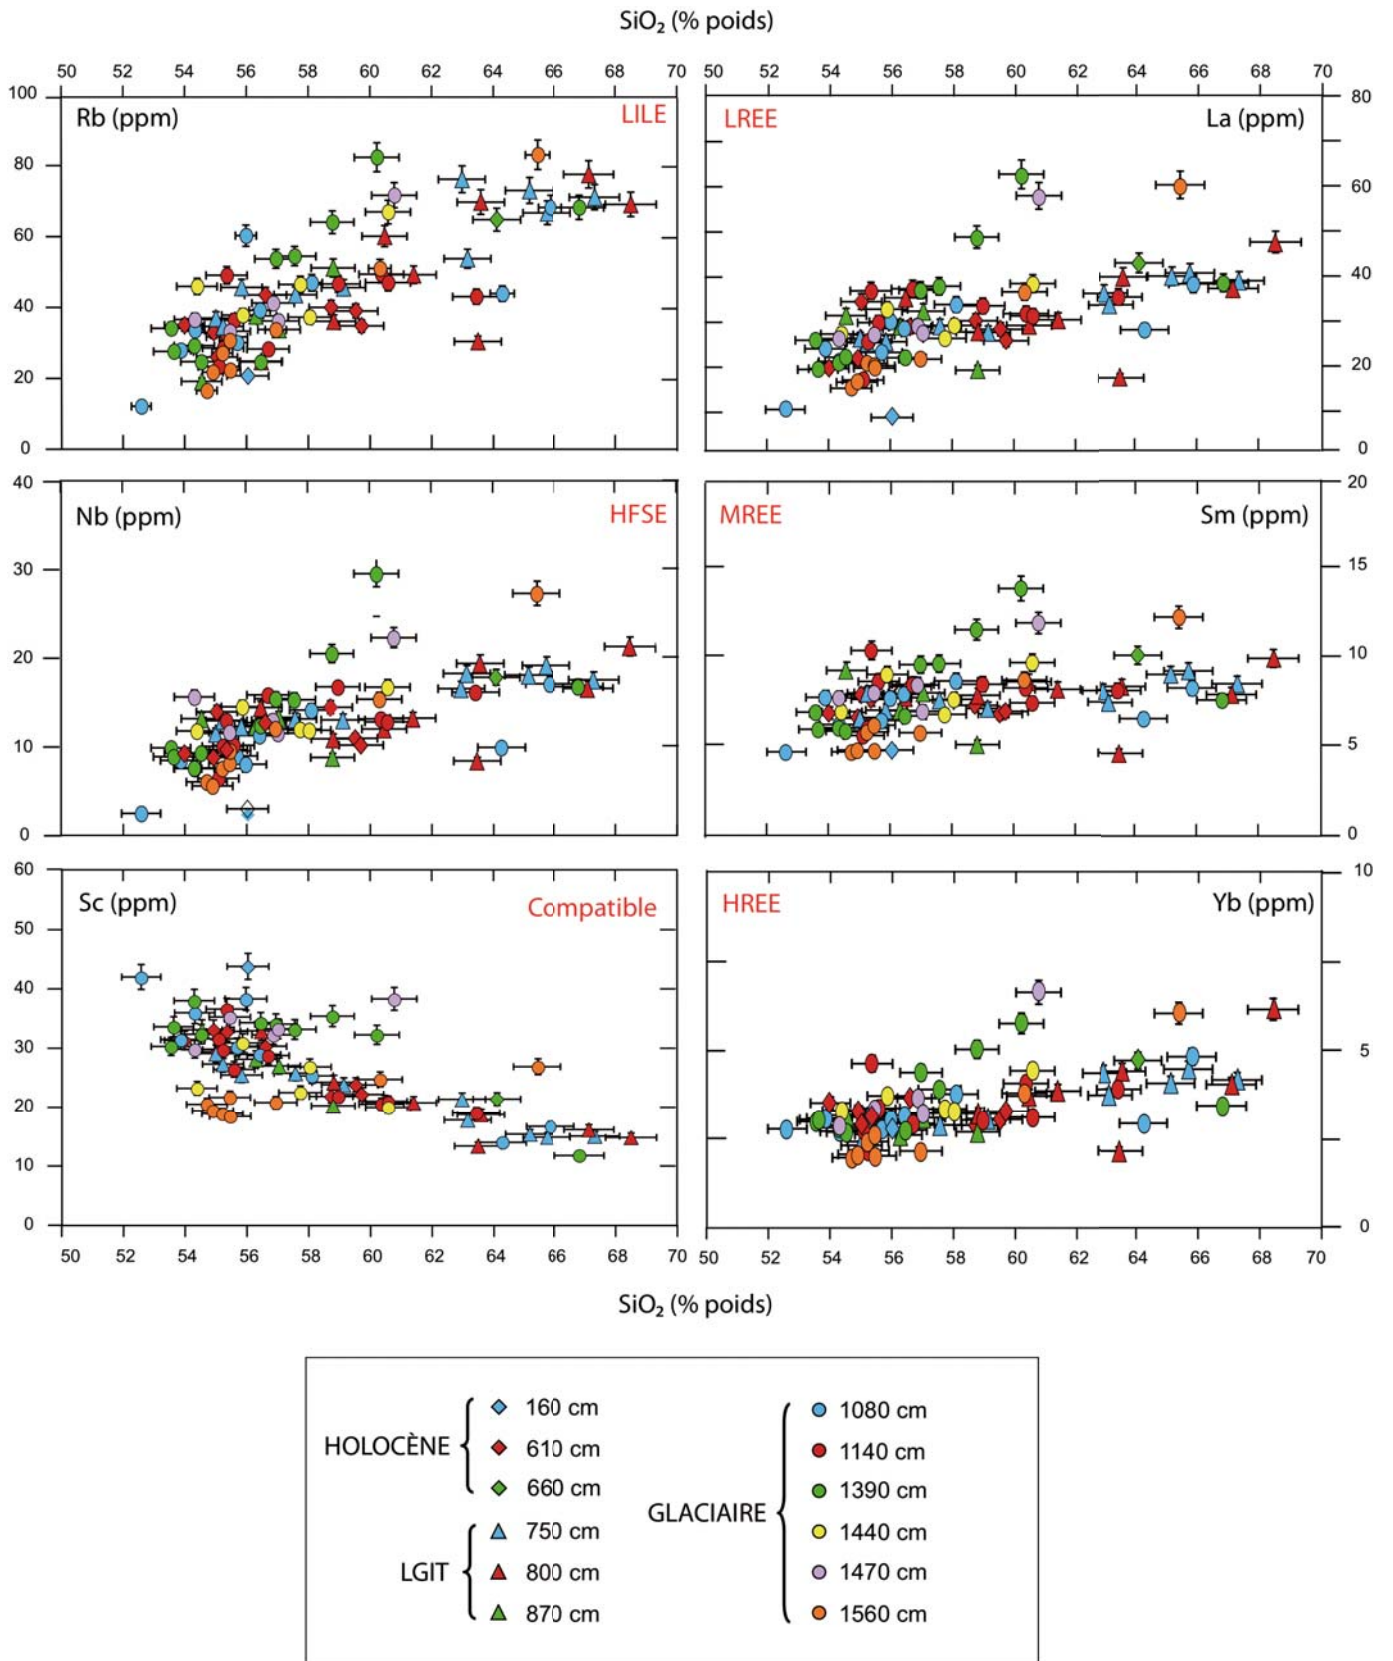 SiO₂ (% poids)
50 52 54 56 58 60 62 64 66 68 70 50 52 54 56 58 60 62 64 66 68 70
100 80
Rb (ppm) LILE LREE La (ppm)
80
60
60
40
40
20
20
0 0
40 20
Nb (ppm) HFSE MREE Sm (ppm)
30 15
20 10
10 5
0 0
60 10
Sc (ppm) Compatible HREE Yb (ppm)
50
40
30 5
20
10
0 0
50 52 54 56 58 60 62 64 66 68 70 50 52 54 56 58 60 62 64 66 68 70
SiO₂ (% poids)
HOLOCÈNE
160 cm
610 cm
660 cm
LGIT
750 cm
800 cm
870 cm
GLACIAIRE
1080 cm
1140 cm
1390 cm
1440 cm
1470 cm
1560 cm